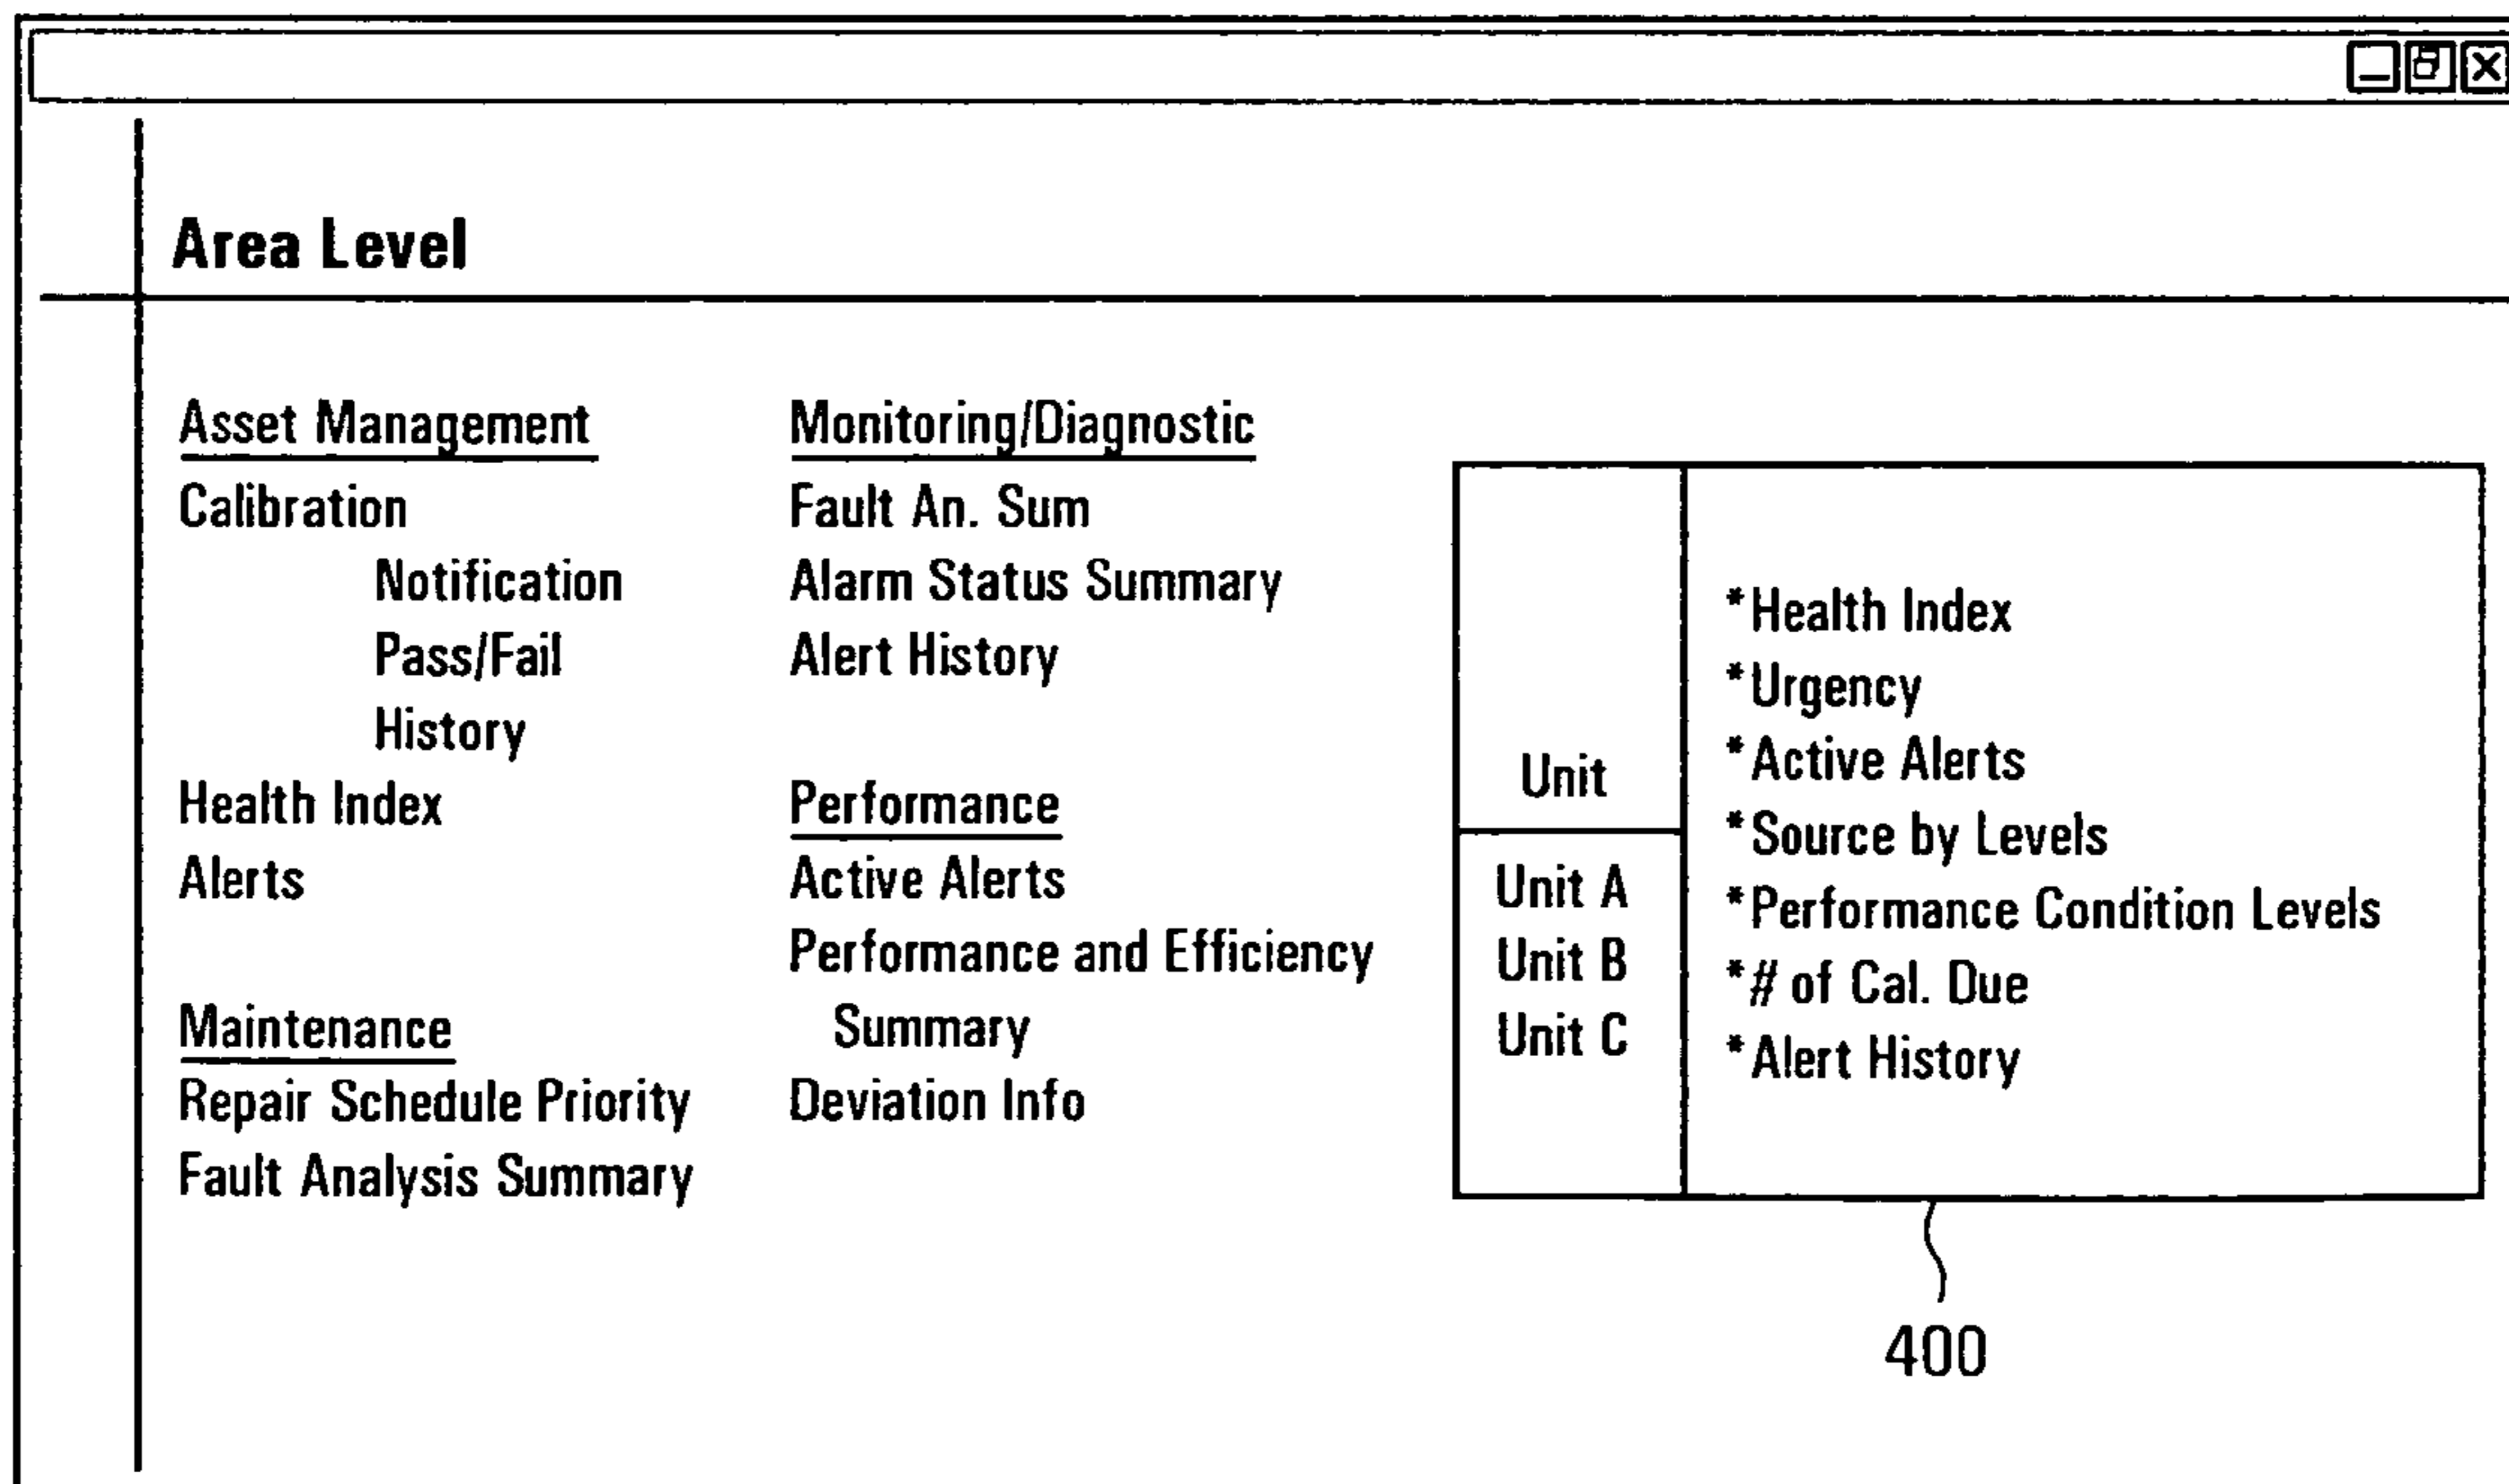 Area Level
Asset Management
Calibration
Notification
Pass/Fail
History
Health Index
Alerts
Maintenance
Repair Schedule Priority
Fault Analysis Summary
Monitoring/Diagnostic
Fault An. Sum
Alarm Status Summary
Alert History
Performance
Active Alerts
Performance and Efficiency
Summary
Deviation Info
Unit
Unit A
Unit B
Unit C
*Health Index
*Urgency
*Active Alerts
*Source by Levels
*Performance Condition Levels
*# of Cal. Due
*Alert History
400